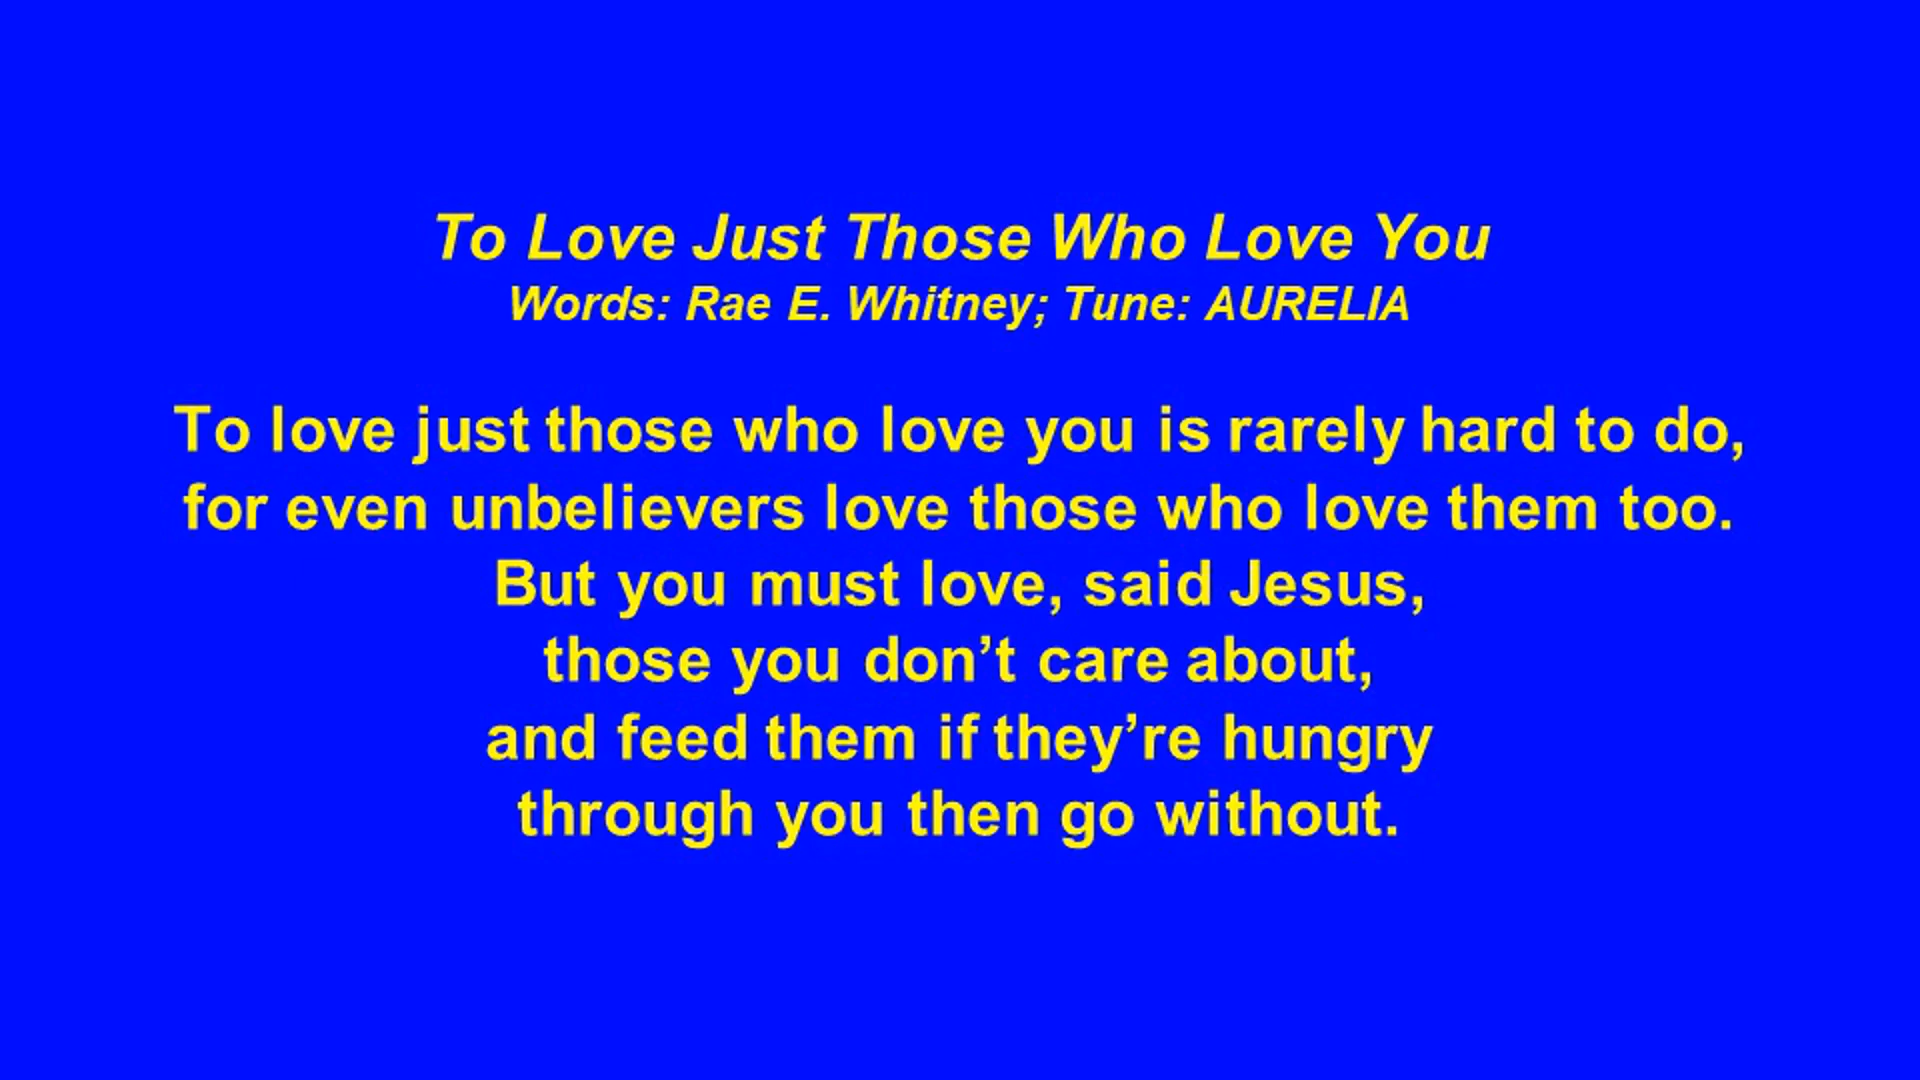 To Love Just Those Who Love You
Words: Rae E. Whitney; Tune: AURELIA
To love just those who love you is rarely hard to do,
for even unbelievers love those who love them too.
But you must love, said Jesus,
those you don’t care about,
and feed them if they’re hungry
through you then go without.